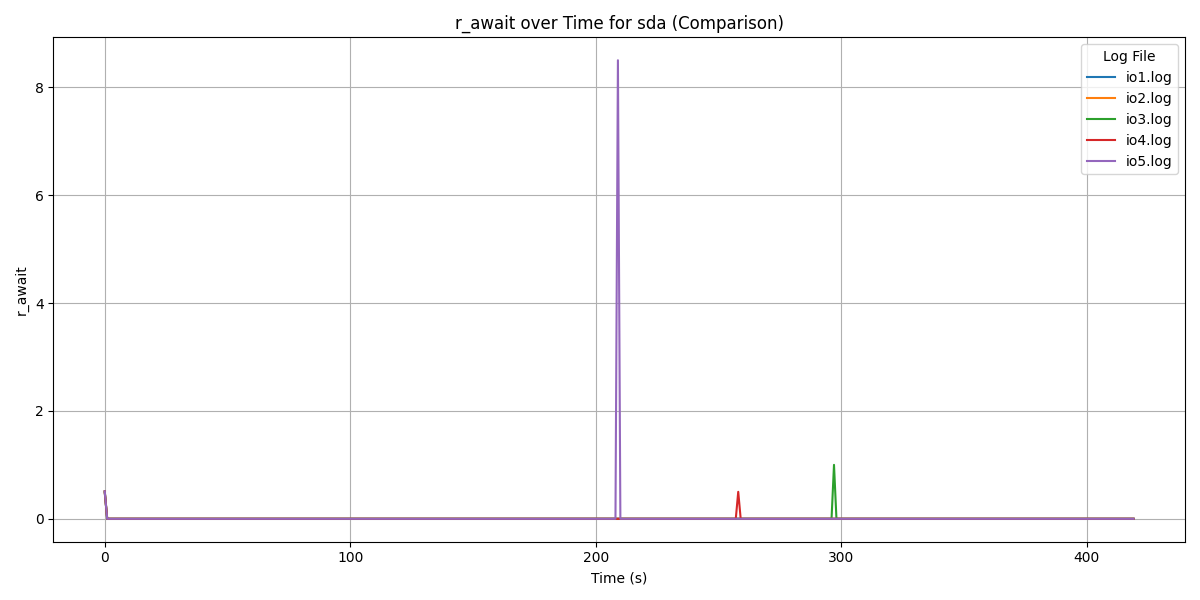 r_await over Time for sda (Comparison)
Log File
io1.log
io2.log
io3.log
io4.log
io5.log
r_await
8
6
4
2
0
0 100 200 300 400
Time (s)